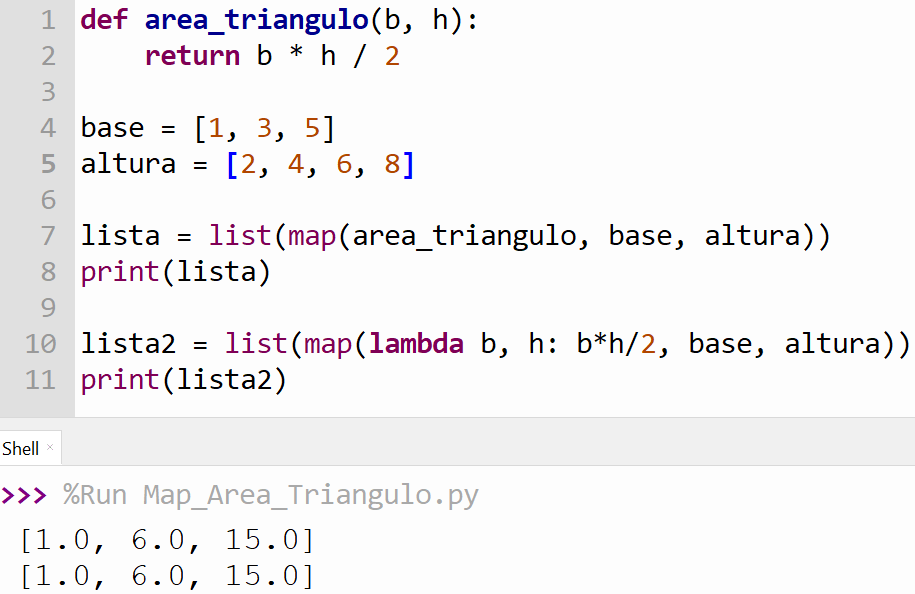 1 def area_triangulo(b, h):
2     return b * h / 2
3
4 base = [1, 3, 5]
5 altura = [2, 4, 6, 8]
6
7 lista = list(map(area_triangulo, base, altura))
8 print(lista)
9
10 lista2 = list(map(lambda b, h: b*h/2, base, altura))
11 print(lista2)
Shell ×
>>> %Run Map_Area_Triangulo.py
[1.0, 6.0, 15.0]
[1.0, 6.0, 15.0]